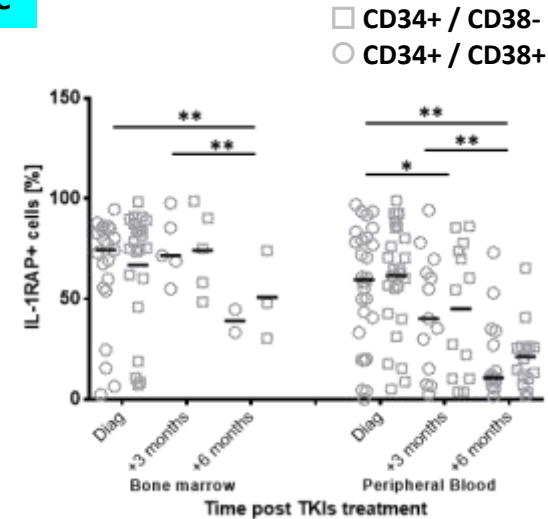 C
CD34+ / CD38-
CD34+ / CD38+
IL-1RAP+ cells [%]
150
100
50
0
**
**
**
**
*
Diag
+3 months
+6 months
Diag
+3 months
+6 months
Bone marrow
Peripheral Blood
Time post TKIs treatment